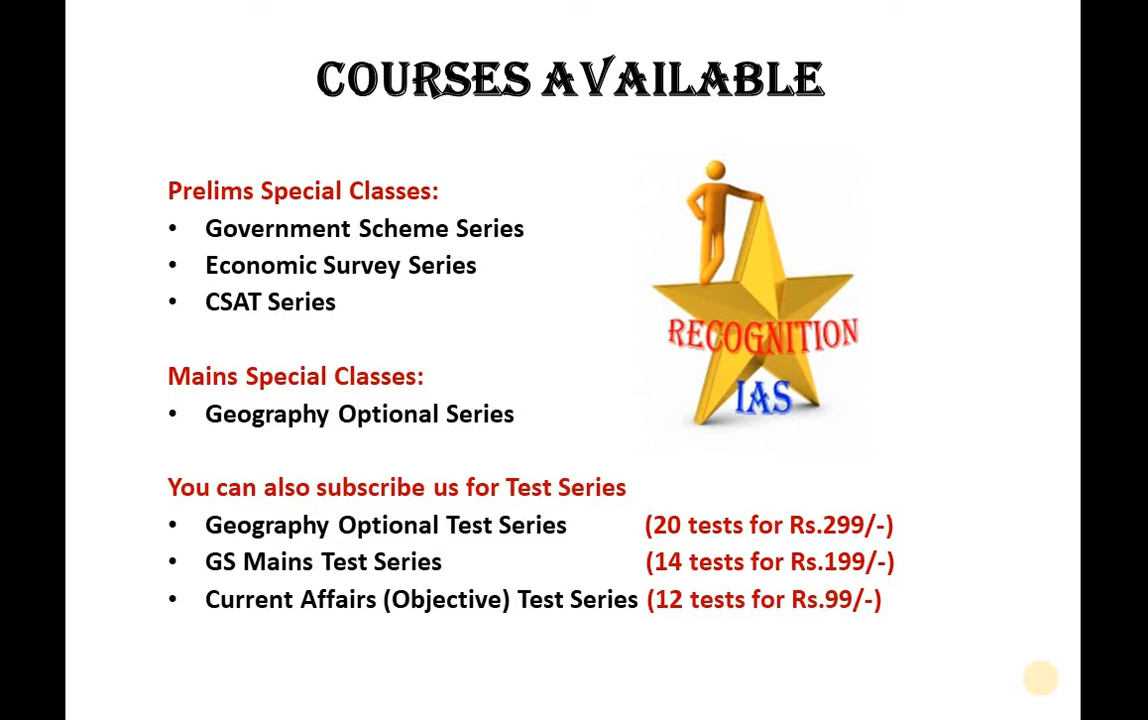 COURSES AVAILABLE
Prelims Special Classes:
• Government Scheme Series
• Economic Survey Series
• CSAT Series
RECOGNITION
IAS
Mains Special Classes:
• Geography Optional Series
You can also subscribe us for Test Series
• Geography Optional Test Series (20 tests for Rs.299/-)
• GS Mains Test Series (14 tests for Rs.199/-)
• Current Affairs (Objective) Test Series (12 tests for Rs.99/-)